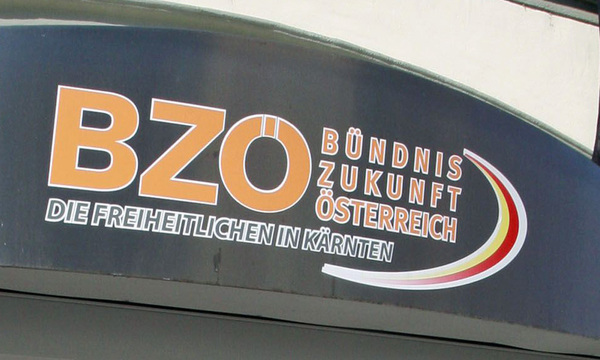 BZÖ
BÜNDNIS
ZUKUNFT
ÖSTERREICH
DIE FREIHEITLICHEN IN KÄRNTEN